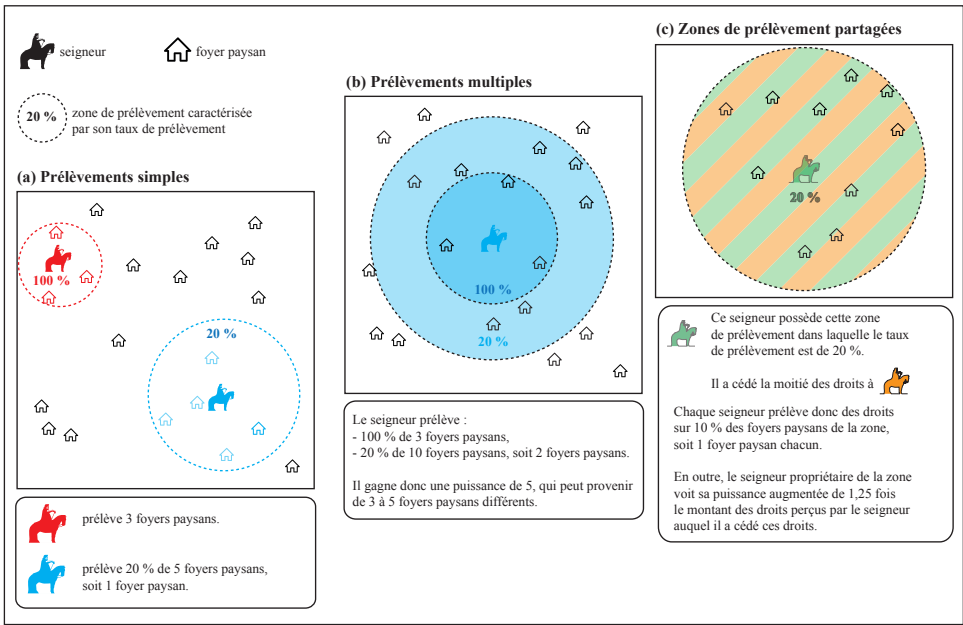 seigneur
foyer paysan
20 %
zone de prélèvement caractérisée
par son taux de prélèvement
(a) Prélèvements simples
100 %
20 %
prélève 3 foyers paysans.
prélève 20 % de 5 foyers paysans,
soit 1 foyer paysan.
(b) Prélèvements multiples
100 %
20 %
Le seigneur prélève :
- 100 % de 3 foyers paysans,
- 20 % de 10 foyers paysans, soit 2 foyers paysans.
Il gagne donc une puissance de 5, qui peut provenir
de 3 à 5 foyers paysans différents.
(c) Zones de prélèvement partagées
20 %
Ce seigneur possède cette zone
de prélèvement dans laquelle le taux
de prélèvement est de 20 %.
Il a cédé la moitié des droits à
Chaque seigneur prélève donc des droits
sur 10 % des foyers paysans de la zone,
soit 1 foyer paysan chacun.
En outre, le seigneur propriétaire de la zone
voit sa puissance augmentée de 1,25 fois
le montant des droits perçus par le seigneur
auquel il a cédé ces droits.